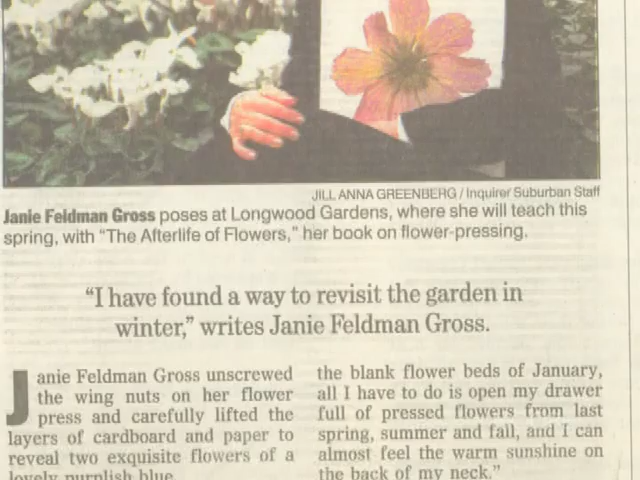 JILL ANNA GREENBERG / Inquirer Suburban Staff
Janie Feldman Gross poses at Longwood Gardens, where she will teach this
spring, with "The Afterlife of Flowers," her book on flower-pressing.
"I have found a way to revisit the garden in
winter," writes Janie Feldman Gross.
Janie Feldman Gross unscrewed
the wing nuts on her flower
press and carefully lifted the
layers of cardboard and paper to
reveal two exquisite flowers of a
lovely purplish blue.
the blank flower beds of January,
all I have to do is open my drawer
full of pressed flowers from last
spring, summer and fall, and I can
almost feel the warm sunshine on
the back of my neck."